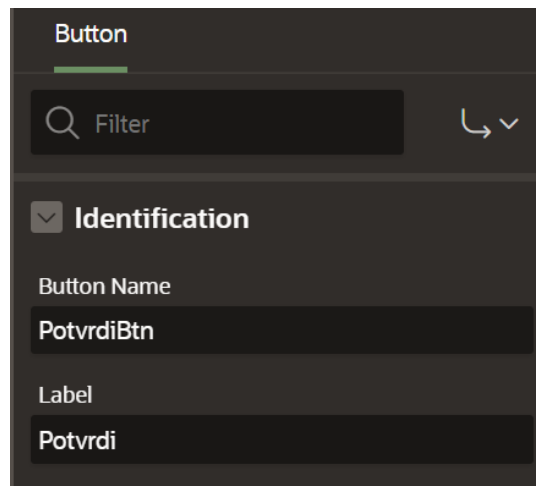 Button
Filter
Identification
Button Name
PotvrdiBtn
Label
Potvrdi